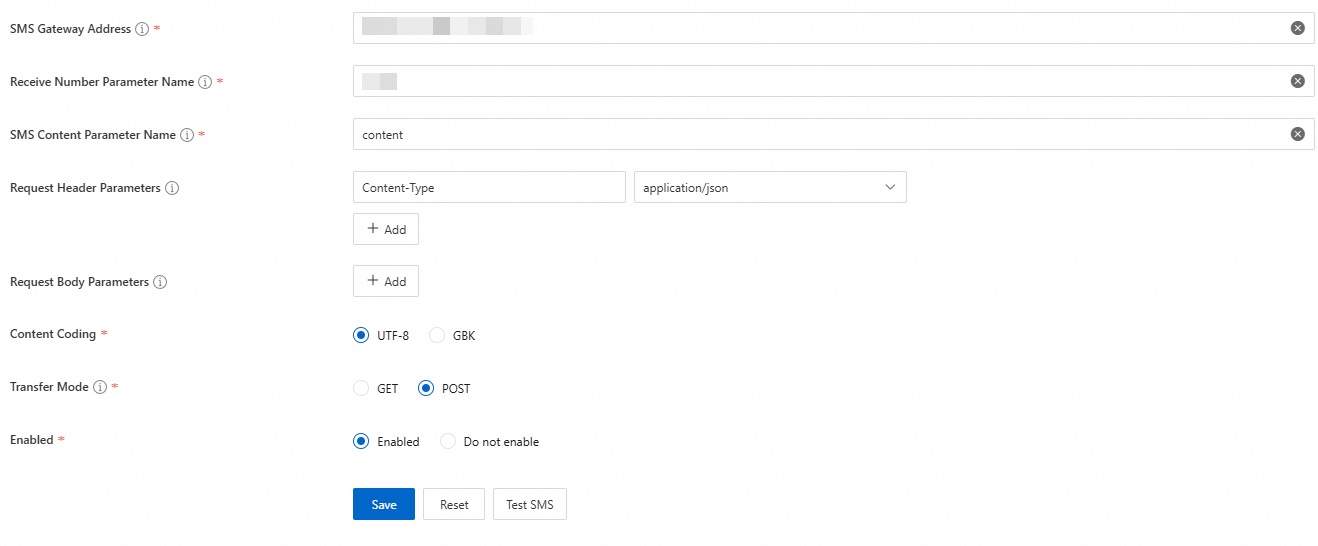 SMS Gateway Address *
Receive Number Parameter Name *
SMS Content Parameter Name * content
Request Header Parameters Content-Type application/json
+ Add
Request Body Parameters + Add
Content Coding * UTF-8 GBK
Transfer Mode * GET POST
Enabled * Enabled Do not enable
Save Reset Test SMS